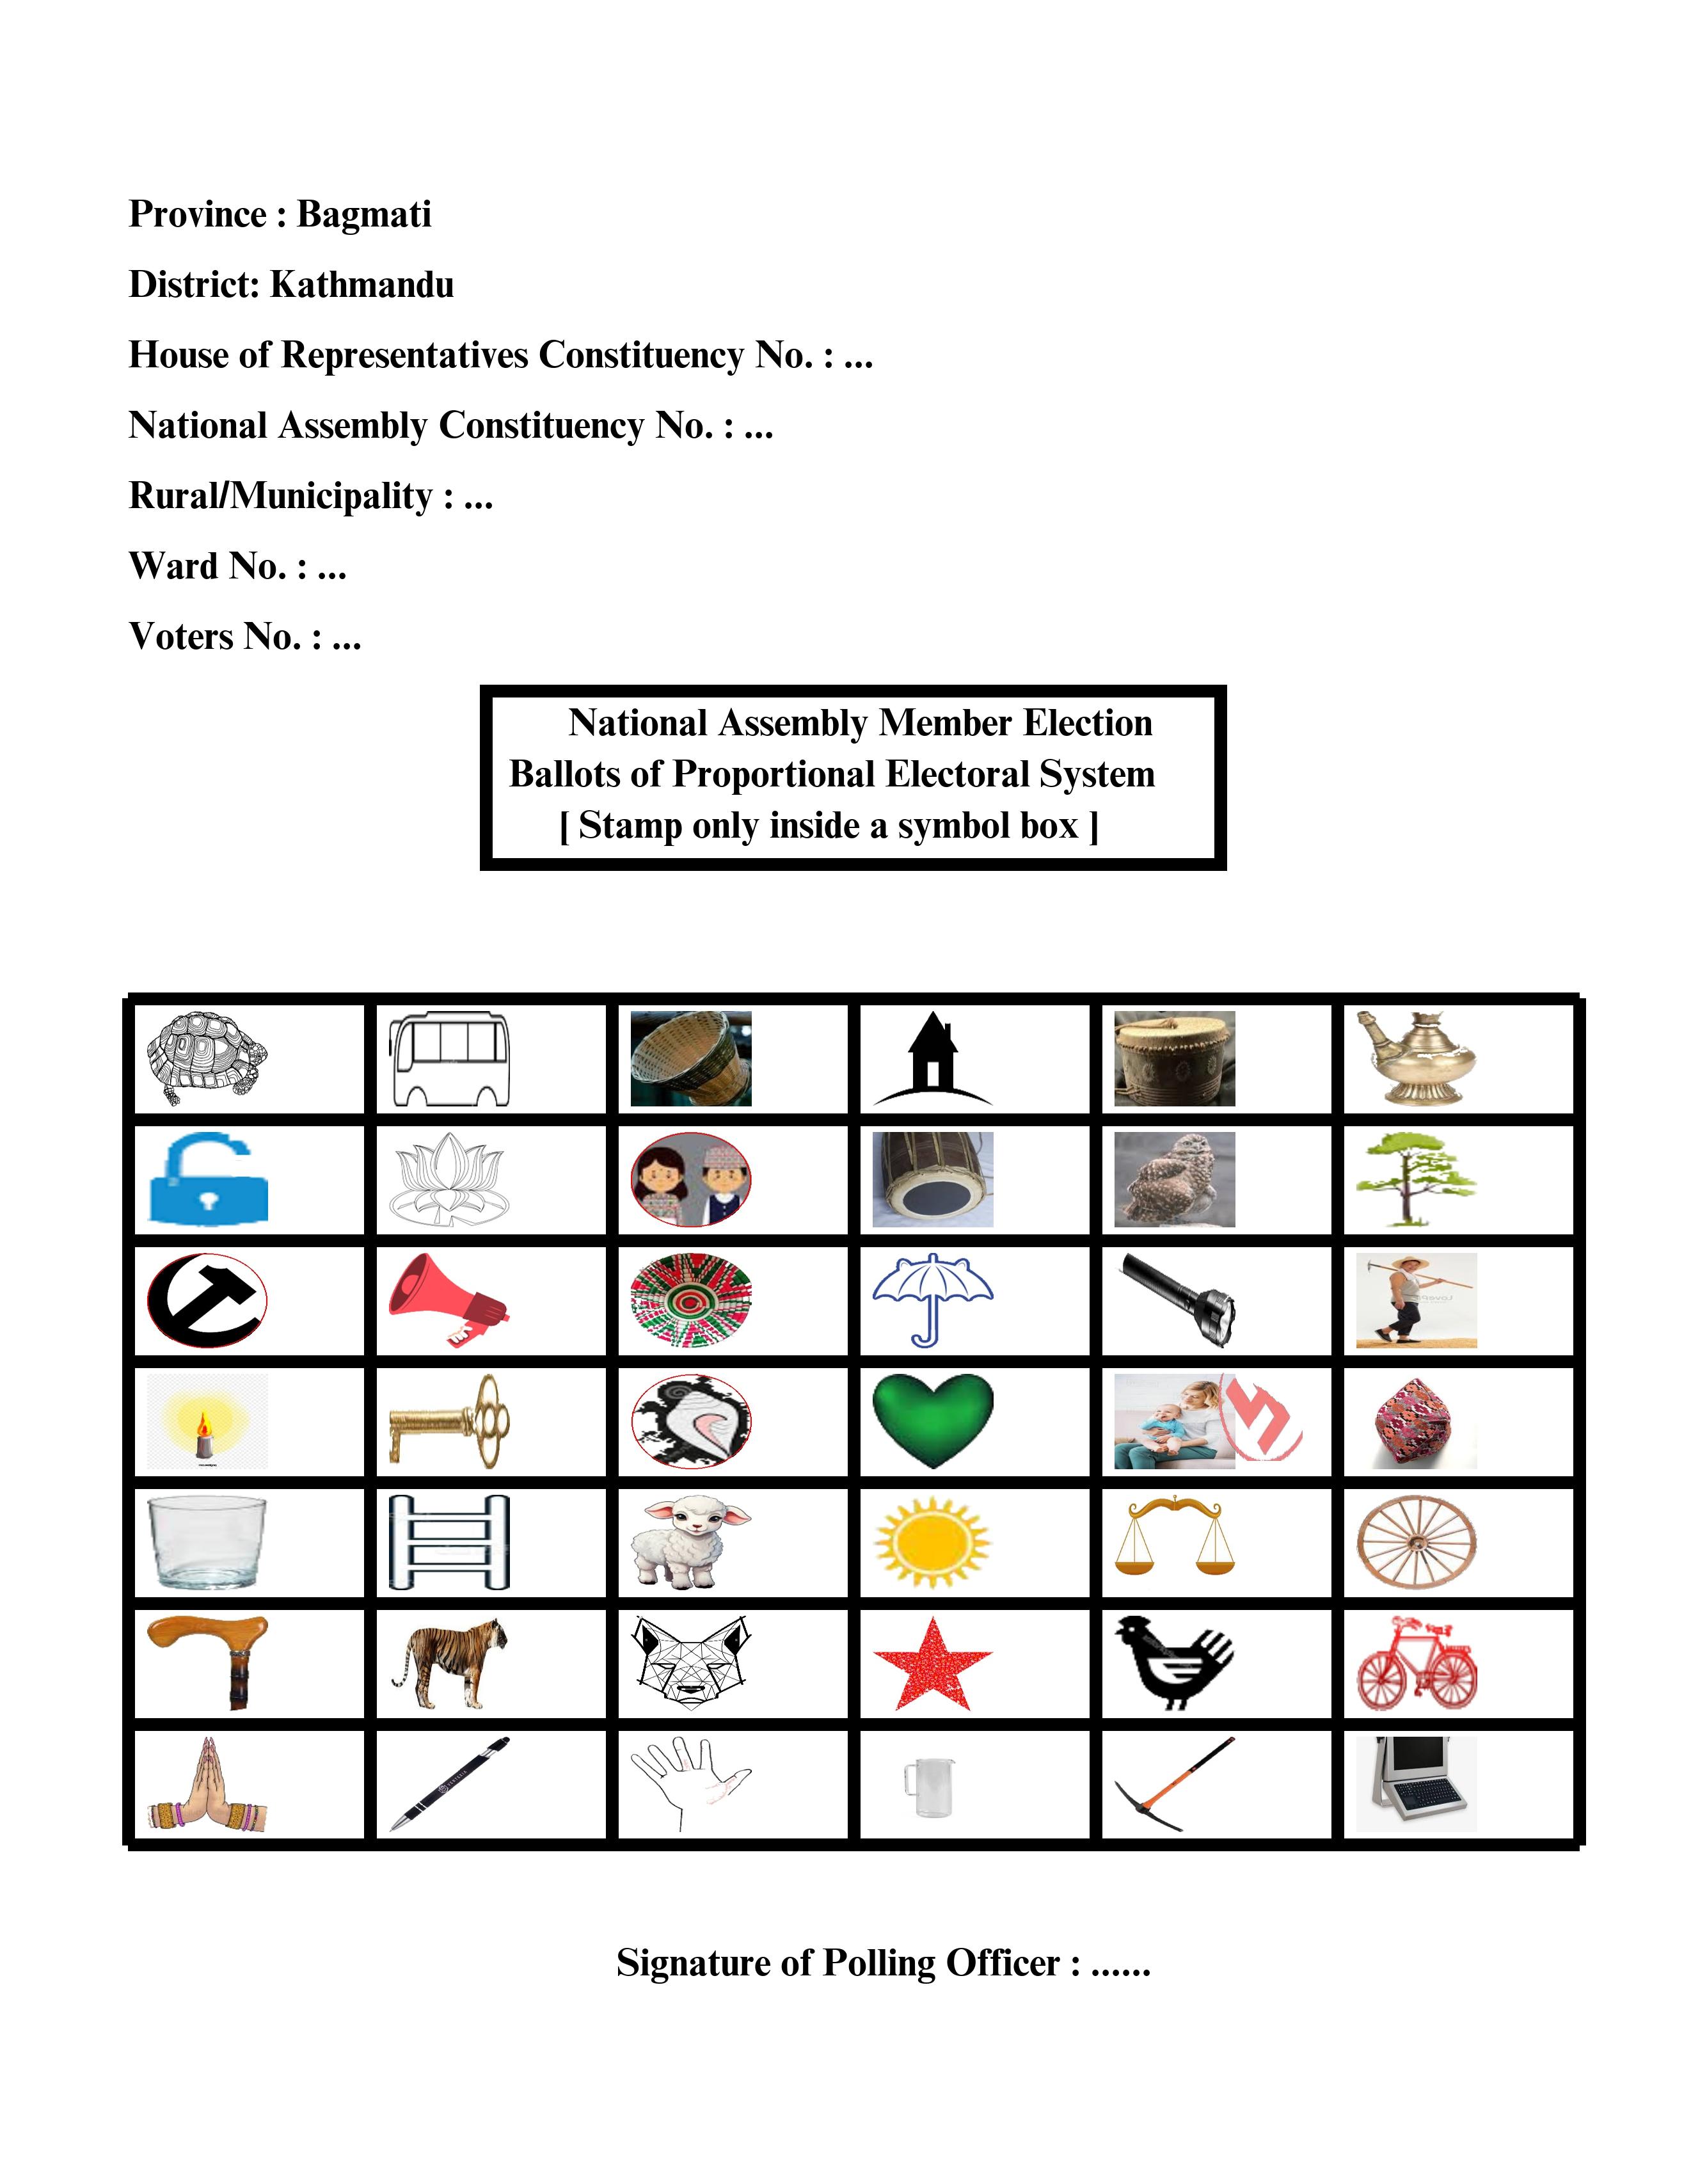 Province : Bagmati
District: Kathmandu
House of Representatives Constituency No. : ...
National Assembly Constituency No. : ...
Rural/Municipality : ...
Ward No. : ...
Voters No. : ...
National Assembly Member Election
Ballots of Proportional Electoral System
[ Stamp only inside a symbol box ]
Signature of Polling Officer : ......